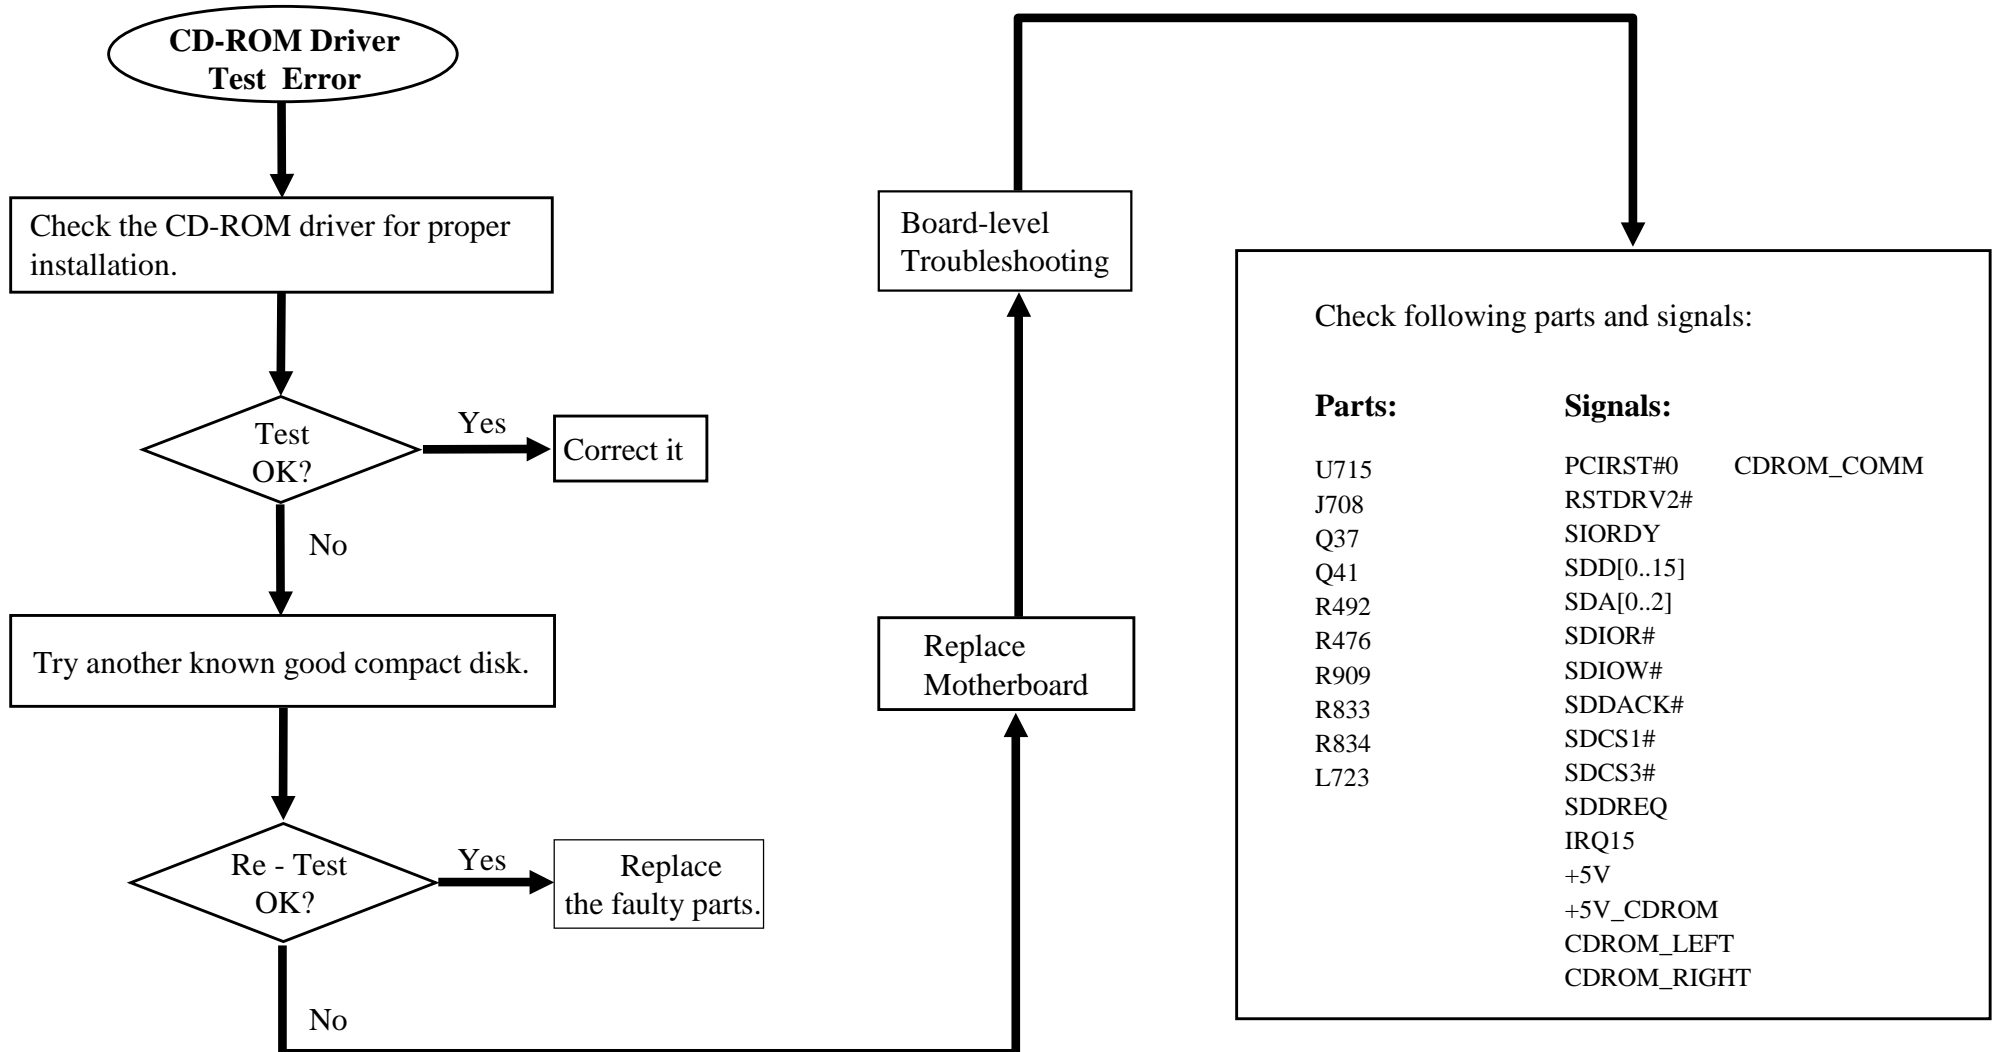 CD-ROM Driver
Test Error
Check the CD-ROM driver for proper
installation.
Test
OK?
Yes
Correct it
No
Try another known good compact disk.
Re - Test
OK?
Yes
Replace
the faulty parts.
No
Replace
Motherboard
Board-level
Troubleshooting
Check following parts and signals:
Parts:
U715
J708
Q37
Q41
R492
R476
R909
R833
R834
L723
Signals:
PCIRST#0
RSTDRV2#
SIORDY
SDD[0..15]
SDA[0..2]
SDIOR#
SDIOW#
SDDACK#
SDCS1#
SDCS3#
SDDREQ
IRQ15
+5V
+5V_CDROM
CDROM_LEFT
CDROM_RIGHT
CDROM_COMM